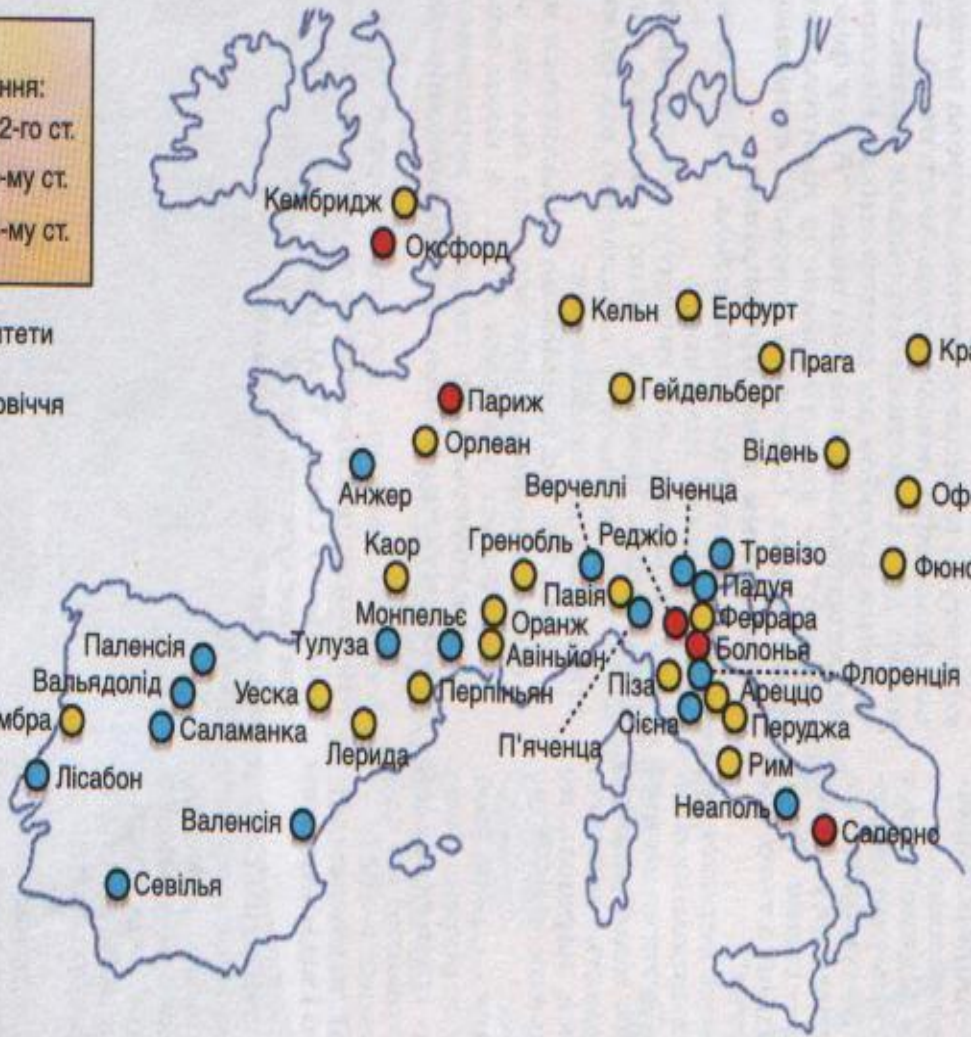 ння:
2-го ст.
-му ст.
-му ст.
тети
овіччя
Кембридж
Оксфорд
Кельн
Ерфурт
Прага
Кра
Гейдельберг
Париж
Орлеан
Відень
Анжер
Верчеллі
Віченца
Оф
Каор
Гренобль
Реджіо
Тревізо
Фюнф
Павія
Падуя
Монпельє
Оранж
Феррара
Тулуза
Авіньйон
Болонья
Паленсія
Флоренція
Вальядолід
Уеска
Перпіньян
Піза
Ареццо
мбра
Саламанка
Лерида
П'яченца
Сієна
Перуджа
Лісабон
Рим
Валенсія
Неаполь
Салерно
Севілья